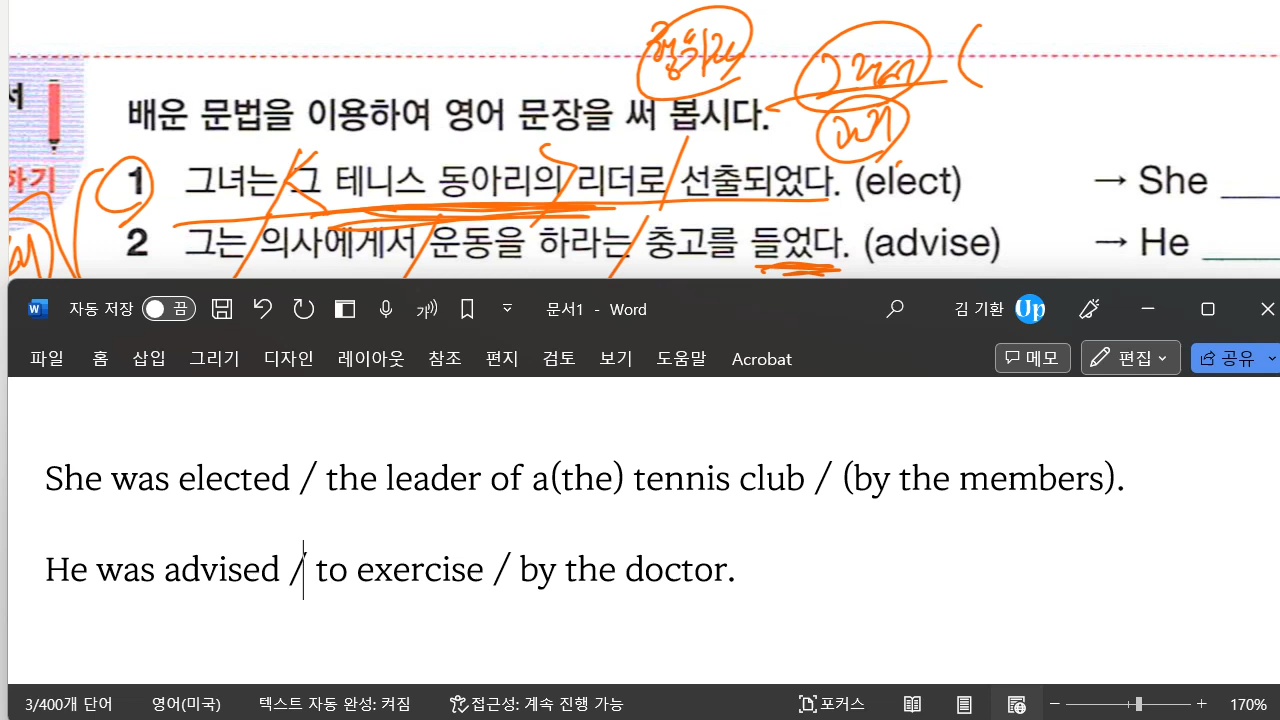 서
배운 문법을 이용하여 영어 문장을 써 봅시다.
하기
1 그녀는 그 테니스 동아리의 리더로 선출되었다. (elect) → She
2 그는 의사에게서 운동을 하라는 충고를 들었다. (advise) → He
자동 저장 끔 문서1 - Word 김 기환 Up
파일 홈 삽입 그리기 디자인 레이아웃 참조 편지 검토 보기 도움말 Acrobat 메모 편집 공유
She was elected / the leader of a(the) tennis club / (by the members).
He was advised / to exercise / by the doctor.
3/400개 단어 영어(미국) 텍스트 자동 완성: 켜짐 접근성: 계속 진행 가능 포커스 170%